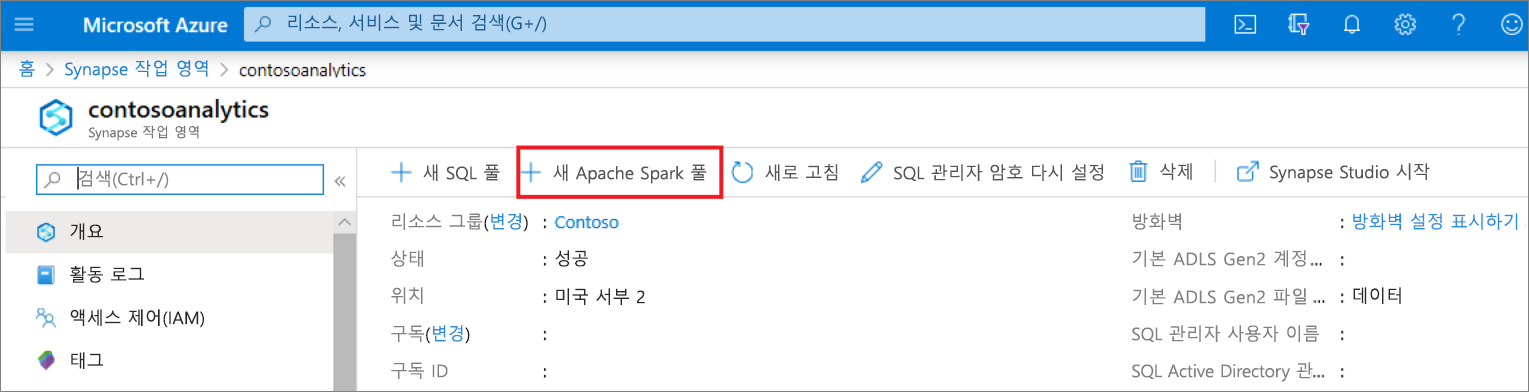 Microsoft Azure 리소스, 서비스 및 문서 검색(G+/)
홈 > Synapse 작업 영역 > contosoanalytics
contosoanalytics
Synapse 작업 영역
검색(Ctrl+/) «
개요
활동 로그
액세스 제어(IAM)
태그
+ 새 SQL 풀 + 새 Apache Spark 풀 새로 고침 SQL 관리자 암호 다시 설정 삭제 Synapse Studio 시작
리소스 그룹(변경) : Contoso
상태 : 성공
위치 : 미국 서부 2
구독(변경) :
구독 ID :
방화벽 : 방화벽 설정 표시하기
기본 ADLS Gen2 계정... :
기본 ADLS Gen2 파일 ... : 데이터
SQL 관리자 사용자 이름 :
SQL Active Directory 관... :